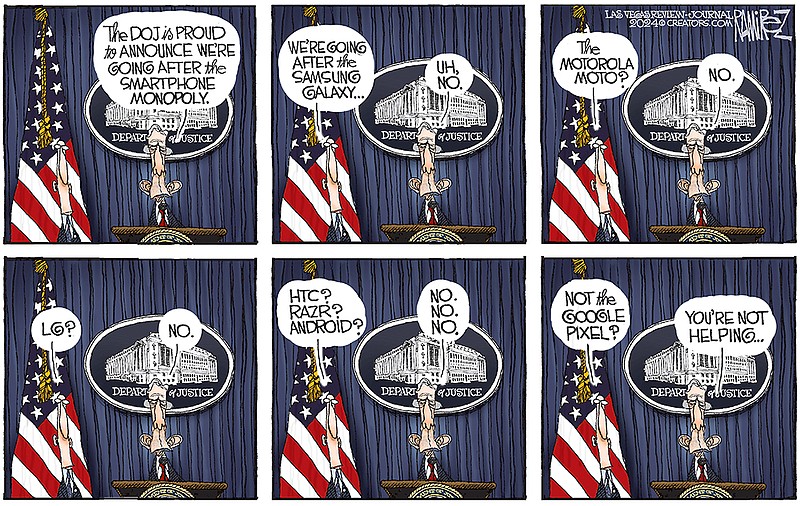 The DOJ is PROUD
to ANNOUNCE WE'RE
GOING AFTER the
SMARTPHONE
MONOPOLY.
DEPARTMENT of JUSTICE
WE'RE GOING
AFTER the
SAMSUNG
GALAXY...
UH,
NO.
DEPARTMENT of JUSTICE
LAS VEGAS REVIEW-JOURNAL
2024 © CREATORS.COM
RAMIREZ
The
MOTOROLA
MOTO?
NO.
DEPARTMENT of JUSTICE
LG?
NO.
DEPARTMENT of JUSTICE
HTC?
RAZR?
ANDROID?
NO.
NO.
NO.
DEPARTMENT of JUSTICE
NOT the
GOOGLE
PIXEL?
YOU'RE NOT
HELPING...
DEPARTMENT of JUSTICE